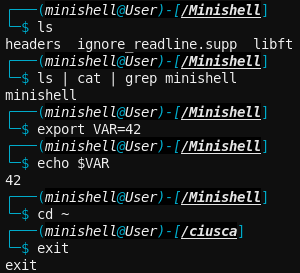 ┌──(minishell@User)-[/Minishell]
└─$ ls
headers  ignore_readline.supp  libft
┌──(minishell@User)-[/Minishell]
└─$ ls | cat | grep minishell
minishell
┌──(minishell@User)-[/Minishell]
└─$ export VAR=42
┌──(minishell@User)-[/Minishell]
└─$ echo $VAR
42
┌──(minishell@User)-[/Minishell]
└─$ cd ~
┌──(minishell@User)-[/ciusca]
└─$ exit
exit